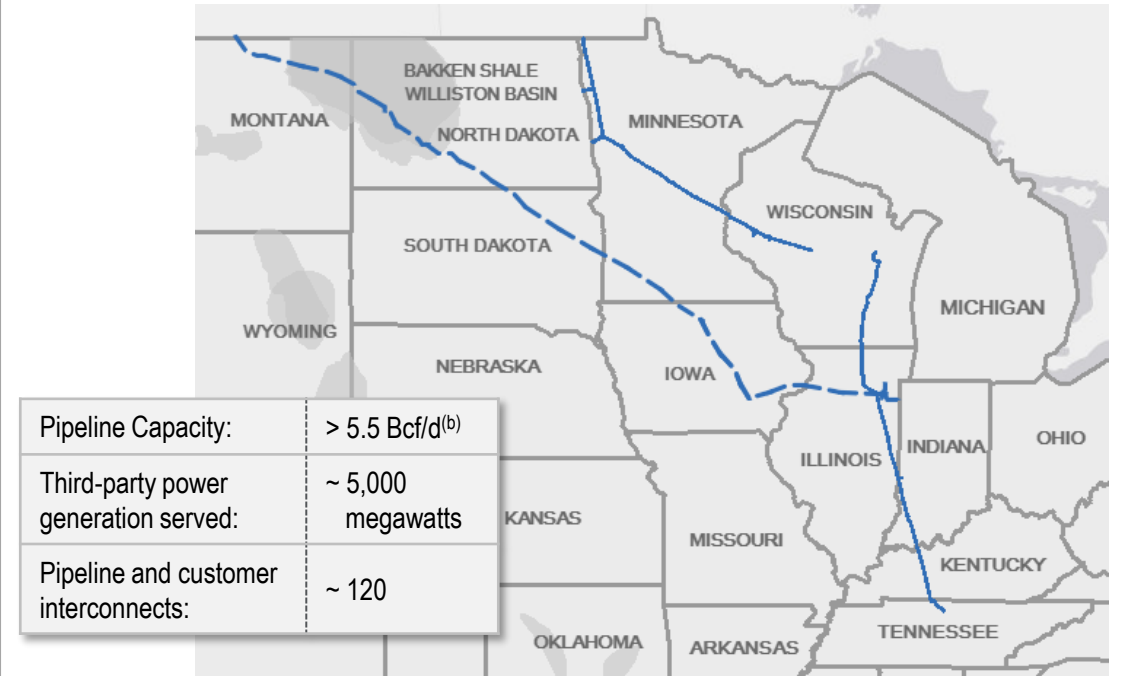 BAKKEN SHALE
WILLISTON BASIN
MONTANA
NORTH DAKOTA
MINNESOTA
WISCONSIN
SOUTH DAKOTA
MICHIGAN
WYOMING
NEBRASKA
IOWA
Pipeline Capacity: > 5.5 Bcf/d(b)
Third-party power
generation served:
~ 5,000
megawatts
Pipeline and customer
interconnects:
~ 120
ILLINOIS
INDIANA
OHIO
KANSAS
MISSOURI
KENTUCKY
OKLAHOMA
ARKANSAS
TENNESSEE